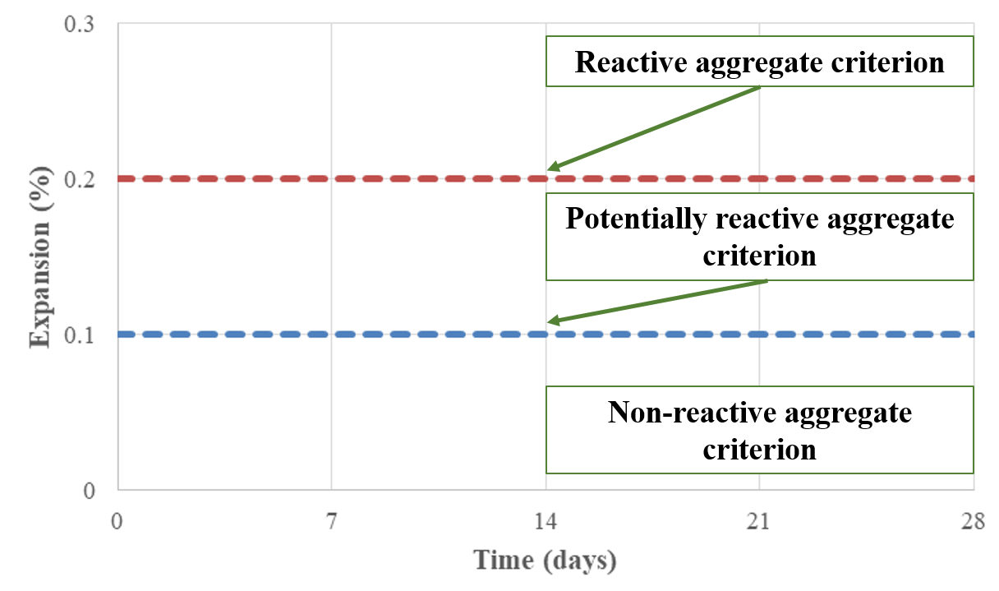 0.3
Reactive aggregate criterion
0.2
Potentially reactive aggregate
criterion
Expansion (%)
0.1
Non-reactive aggregate
criterion
0
0 7 14 21 28
Time (days)